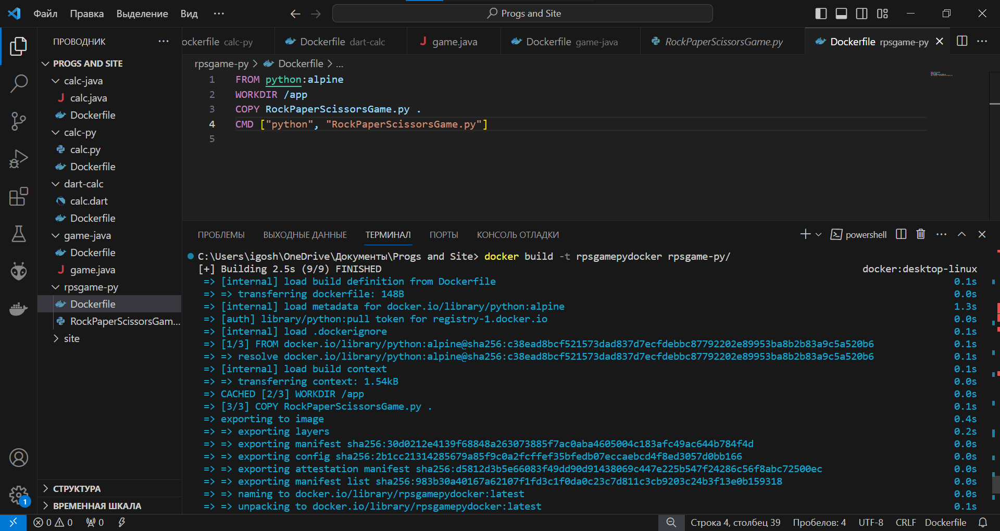 Файл Правка Выделение Вид ··· Progs and Site
ПРОВОДНИК ···
ockerfile calc-py Dockerfile dart-calc game.java Dockerfile game-java RockPaperScissorsGame.py Dockerfile rpsgame-py ···
PROGS AND SITE
calc-java
calc.java
Dockerfile
calc-py
calc.py
Dockerfile
dart-calc
calc.dart
Dockerfile
game-java
Dockerfile
game.java
rpsgame-py
Dockerfile
RockPaperScissorsGam...
site
СТРУКТУРА
ВРЕМЕННАЯ ШКАЛА
rpsgame-py > Dockerfile > ...
1 FROM python:alpine
2 WORKDIR /app
3 COPY RockPaperScissorsGame.py .
4 CMD ["python", "RockPaperScissorsGame.py"]
5
ПРОБЛЕМЫ ВЫХОДНЫЕ ДАННЫЕ ТЕРМИНАЛ ПОРТЫ КОНСОЛЬ ОТЛАДКИ powershell ···
C:\Users\igosh\OneDrive\Документы\Progs and Site> docker build -t rpsgamepydocker rpsgame-py/
[+] Building 2.5s (9/9) FINISHED docker:desktop-linux
=> [internal] load build definition from Dockerfile 0.1s
=> => transferring dockerfile: 148B 0.0s
=> [internal] load metadata for docker.io/library/python:alpine 1.3s
=> [auth] library/python:pull token for registry-1.docker.io 0.0s
=> [internal] load .dockerignore 0.1s
=> [1/3] FROM docker.io/library/python:alpine@sha256:c38ead8bcf521573dad837d7ecfdebbc87792202e89953ba8b2b83a9c5a520b6 0.1s
=> => resolve docker.io/library/python:alpine@sha256:c38ead8bcf521573dad837d7ecfdebbc87792202e89953ba8b2b83a9c5a520b6 0.1s
=> [internal] load build context 0.1s
=> => transferring context: 1.54kB 0.0s
=> CACHED [2/3] WORKDIR /app 0.0s
=> [3/3] COPY RockPaperScissorsGame.py . 0.1s
=> exporting to image 0.4s
=> => exporting layers 0.2s
=> => exporting manifest sha256:30d0212e4139f68848a263073885f7ac0aba4605004c183afc49ac644b784f4d 0.0s
=> => exporting config sha256:2b1cc21314285679a85f9c0a2fcffef35bfedb07eccaebcd4f8ed3057d0bb166 0.0s
=> => exporting attestation manifest sha256:d5812d3b5e66083f49dd90d91438069c447e225b547f24286c56f8abc72500ec 0.0s
=> => exporting manifest list sha256:983b30a40167a62107f1fd3c1f0da0c23c7d811c3cb9203c24b3f13e0b159318 0.0s
=> => naming to docker.io/library/rpsgamepydocker:latest 0.0s
=> => unpacking to docker.io/library/rpsgamepydocker:latest 0.1s
1
0 0 0 Строка 4, столбец 39 Пробелов: 4 UTF-8 CRLF Dockerfile